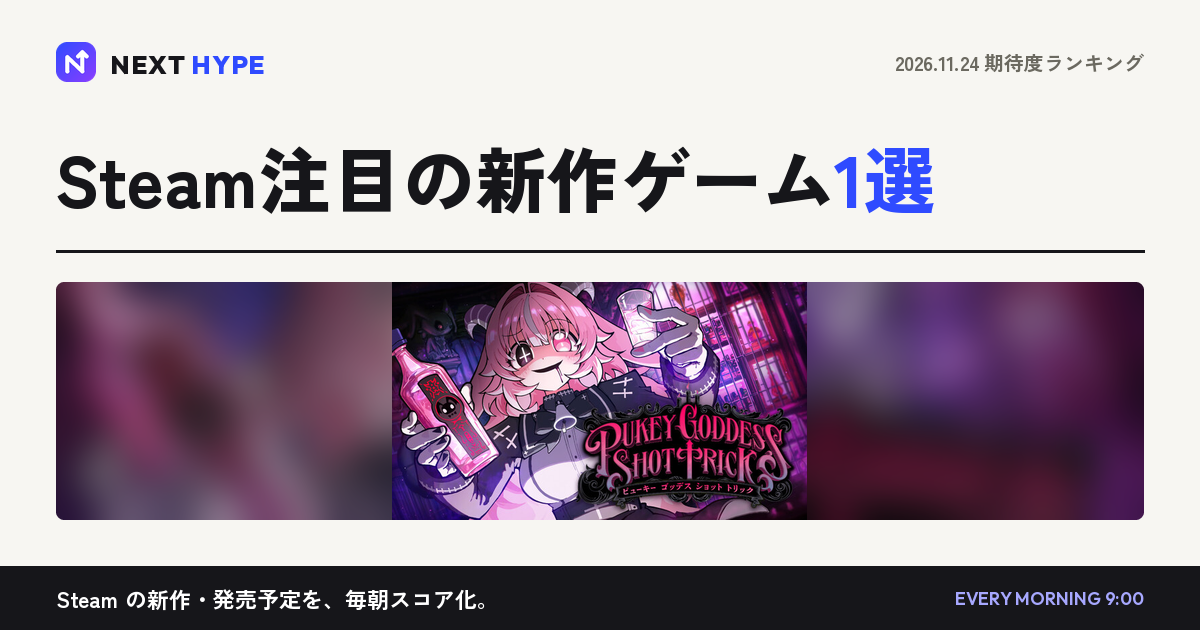 NEXT HYPE
2026.11.24 期待度ランキング
Steam注目の新作ゲーム1選
PUKEY GODDESS
SHOT TRICKS
ピューキー ゴッデス ショット トリック
Steam の新作・発売予定を、毎朝スコア化。
EVERY MORNING 9:00